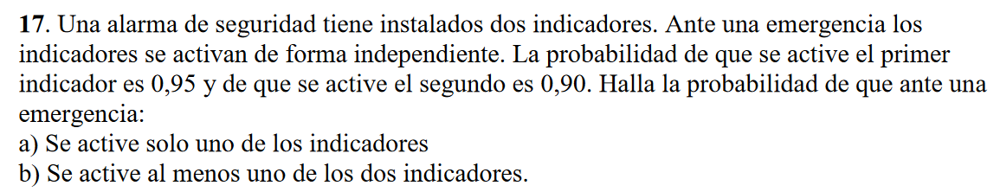 17. Una alarma de seguridad tiene instalados dos indicadores. Ante una emergencia los
indicadores se activan de forma independiente. La probabilidad de que se active el primer
indicador es 0,95 y de que se active el segundo es 0,90. Halla la probabilidad de que ante una
emergencia:
a) Se active solo uno de los indicadores
b) Se active al menos uno de los dos indicadores.